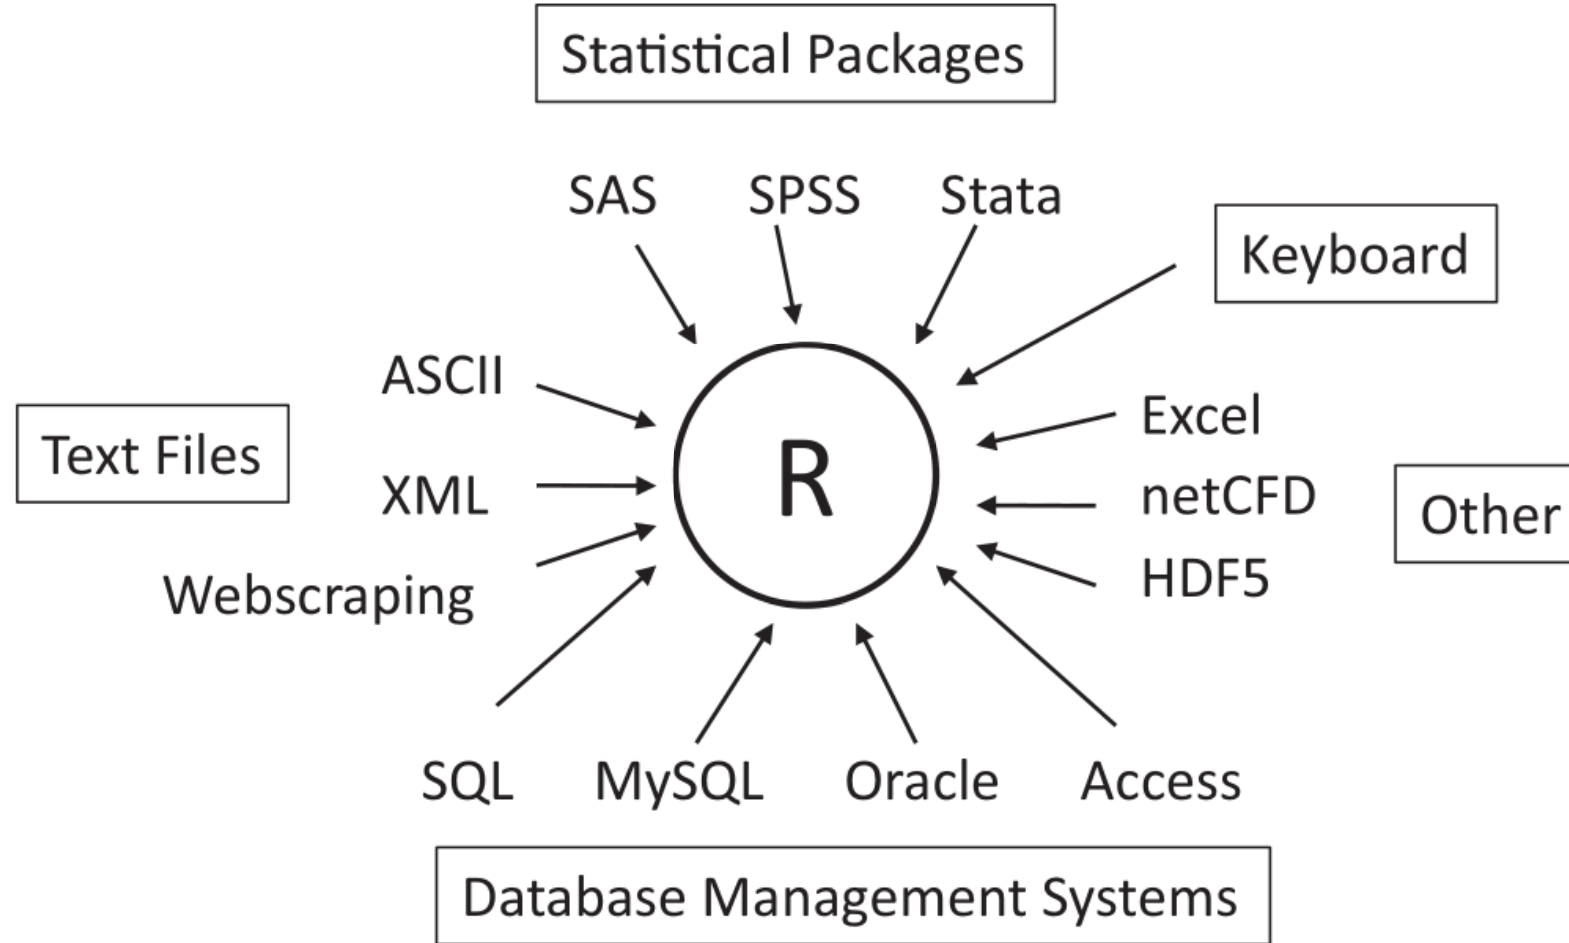 Statistical Packages
SAS SPSS Stata
Keyboard
ASCII
Excel
Text Files
R
XML
netCFD
Other
Webscraping
HDF5
SQL MySQL Oracle Access
Database Management Systems